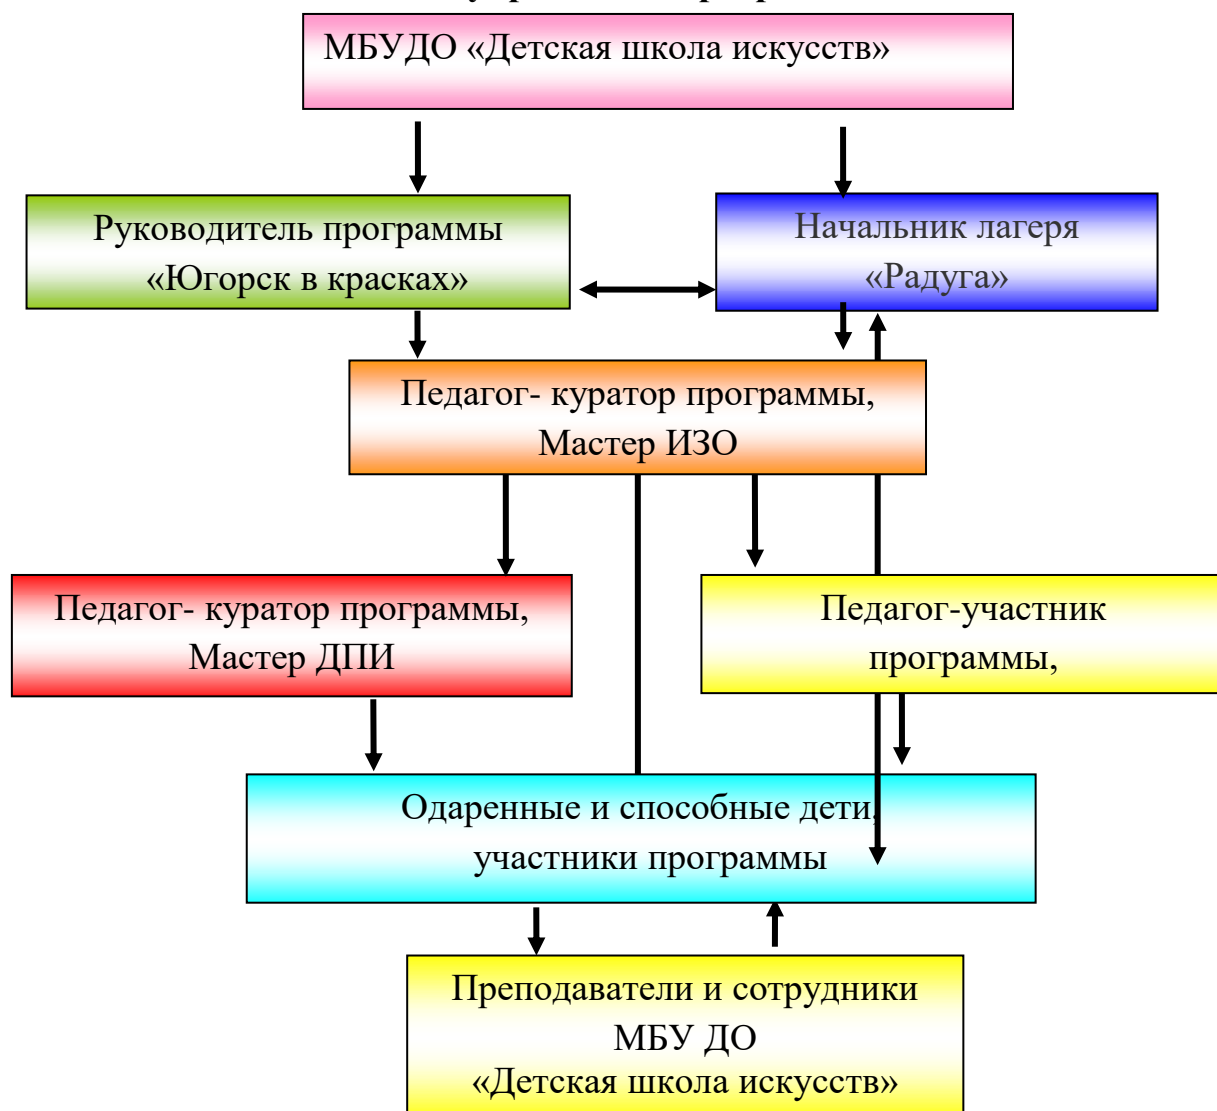 МБУДО «Детская школа искусств»
Руководитель программы
«Югорск в красках»
Начальник лагеря
«Радуга»
Педагог- куратор программы,
Мастер ИЗО
Педагог- куратор программы,
Мастер ДПИ
Педагог-участник
программы,
Одаренные и способные дети,
участники программы
Преподаватели и сотрудники
МБУ ДО
«Детская школа искусств»